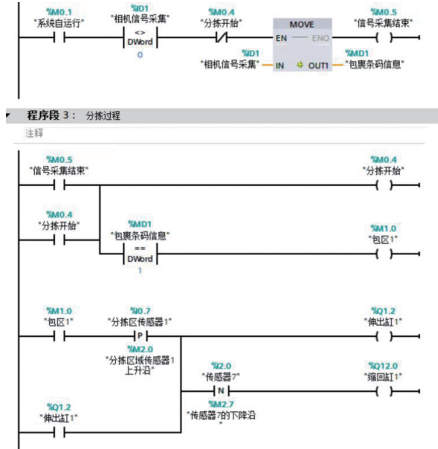 %M0.1
"系统自运行"
%ID1
"相机信号采集"
<>
DWord
0
%M0.4
"分拣开始"
MOVE
EN
ENO
%ID1
"相机信号采集"
IN
OUT1
%MD1
"包裹条码信息"
%M0.5
"信号采集结束"
程序段 3： 分拣过程
注释
%M0.5
"信号采集结束"
%M0.4
"分拣开始"
%M0.4
"分拣开始"
%MD1
"包裹条码信息"
==
DWord
1
%M1.0
"包区1"
%M1.0
"包区1"
%I0.7
"分拣区传感器1"
P
%M2.0
"分拣区域传感器1
上升沿"
%Q1.2
"伸出缸1"
%I2.0
"传感器7"
N
%M2.7
"传感器7的下降沿
"
%Q12.0
"缩回缸1"
%Q1.2
"伸出缸1"